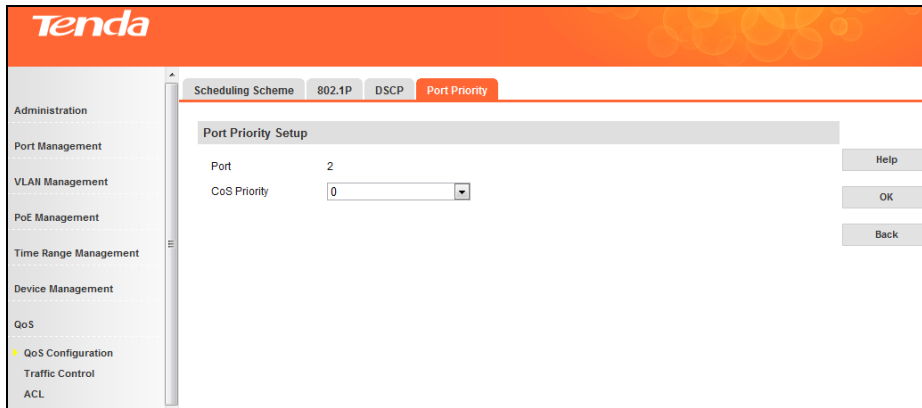 Tenda
Scheduling Scheme 802.1P DSCP Port Priority
Administration
Port Management
VLAN Management
PoE Management
Time Range Management
Device Management
QoS
QoS Configuration
Traffic Control
ACL
Port Priority Setup
Port 2
CoS Priority 0
Help
OK
Back